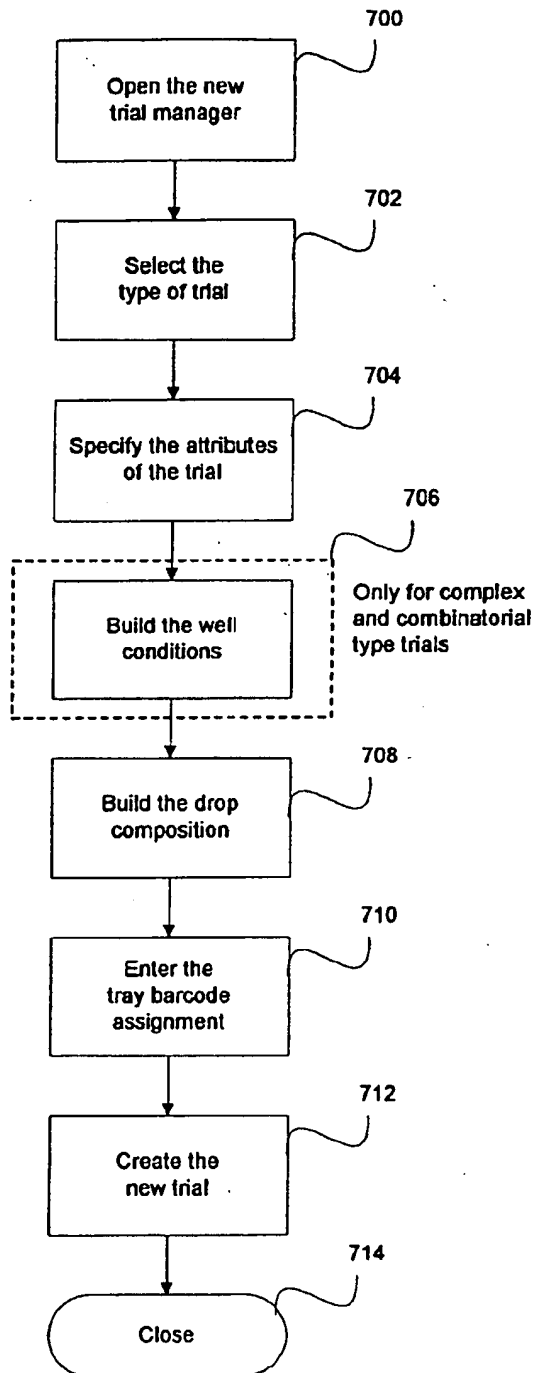 700
Open the new
trial manager
702
Select the
type of trial
704
Specify the attributes
of the trial
706
Only for complex
and combinatorial
type trials
Build the well
conditions
708
Build the drop
composition
710
Enter the
tray barcode
assignment
712
Create the
new trial
714
Close